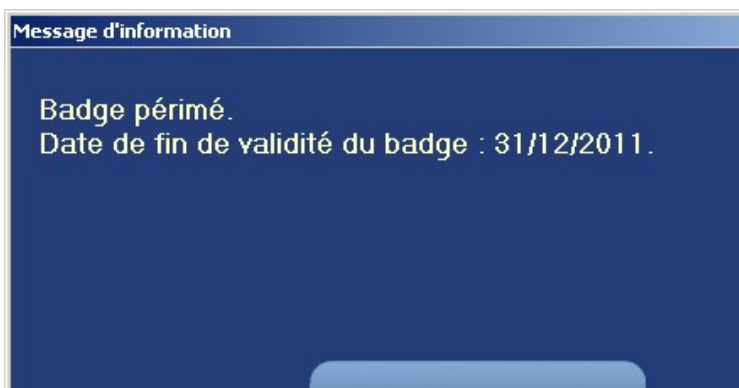 Message d'information
Badge périmé.
Date de fin de validité du badge : 31/12/2011.